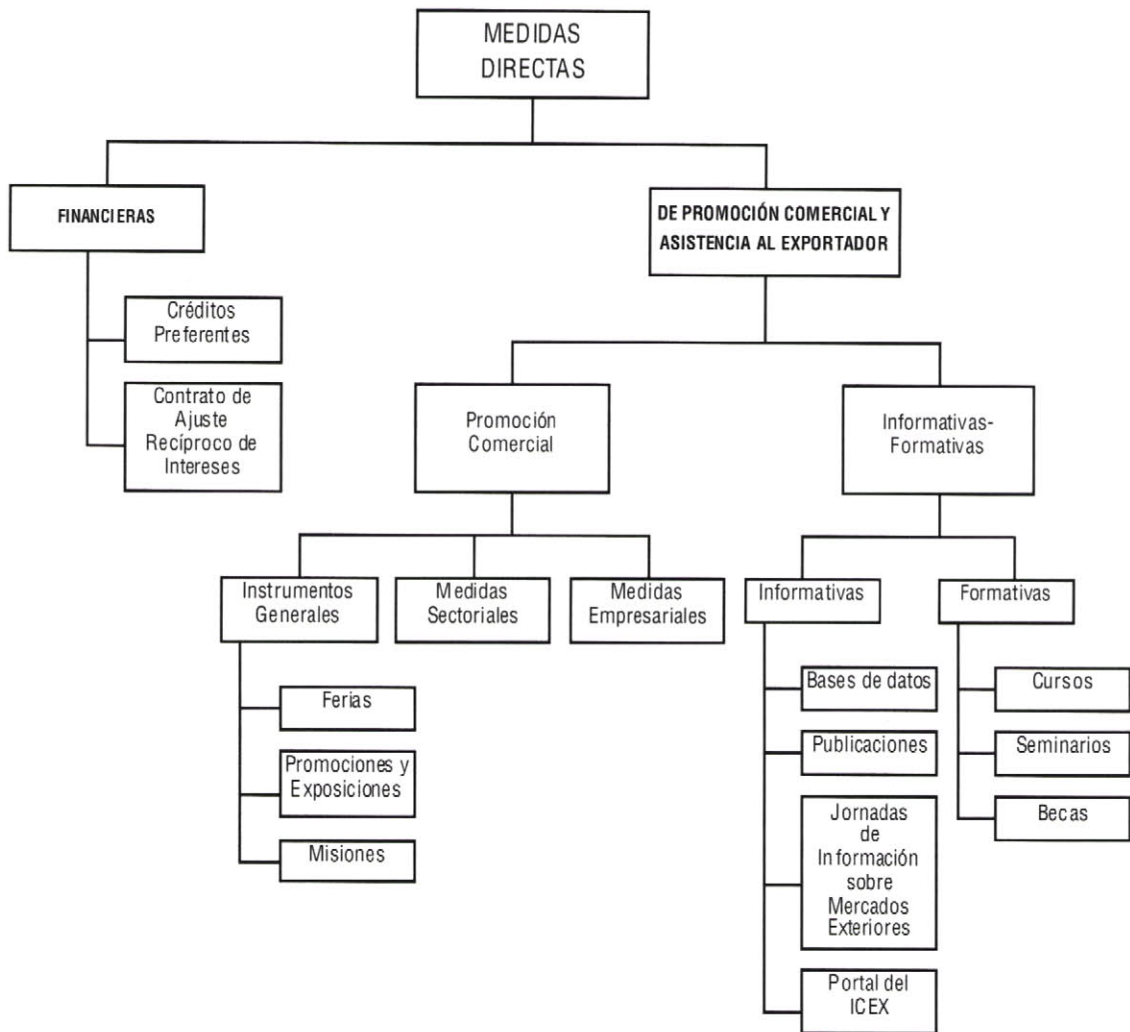 MEDIDAS
DIRECTAS
FINANCIERAS
DE PROMOCIÓN COMERCIAL Y
ASISTENCIA AL EXPORTADOR
Créditos
Preferentes
Contrato de
Ajuste
Recíproco de
Intereses
Promoción
Comercial
Informativas-
Formativas
Instrumentos
Generales
Medidas
Sectoriales
Medidas
Empresariales
Informativas
Formativas
Ferias
Promociones y
Exposiciones
Misiones
Bases de datos
Publicaciones
Jornadas
de
Información
sobre
Mercados
Exteriores
Portal del
ICEX
Cursos
Seminarios
Becas